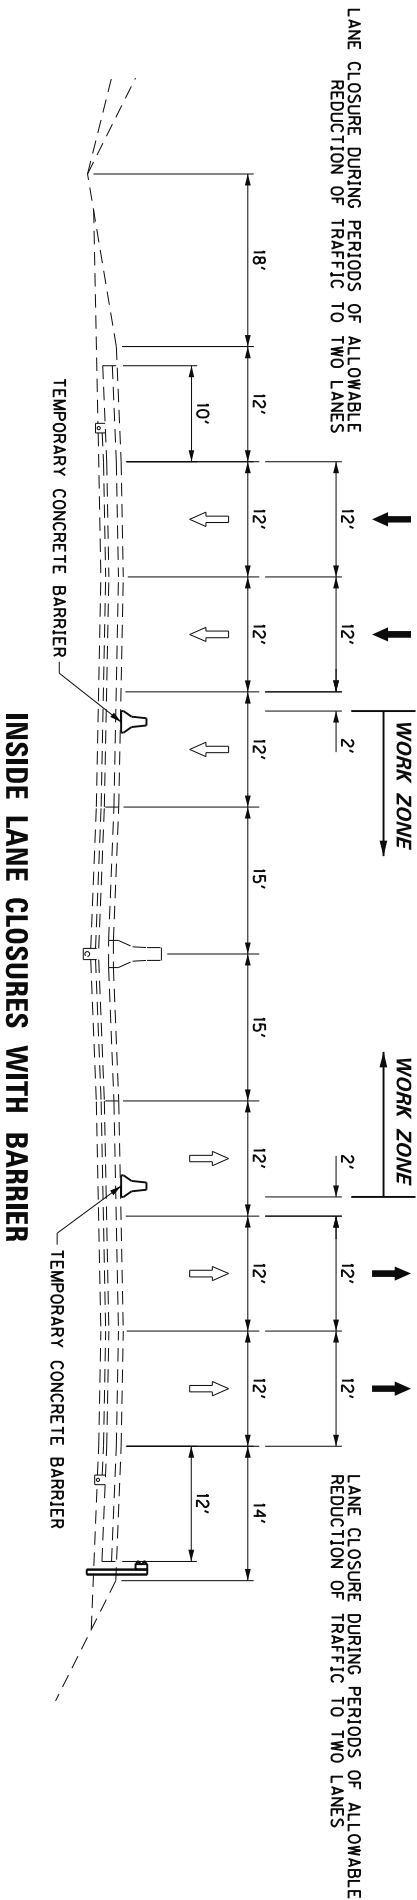 LANE CLOSURE DURING PERIODS OF ALLOWABLE
REDUCTION OF TRAFFIC TO TWO LANES
LANE CLOSURE DURING PERIODS OF ALLOWABLE
REDUCTION OF TRAFFIC TO TWO LANES
WORK ZONE
WORK ZONE
12'
12'
2'
2'
12'
12'
18'
12'
12'
12'
12'
15'
15'
12'
12'
12'
14'
10'
12'
TEMPORARY CONCRETE BARRIER
TEMPORARY CONCRETE BARRIER
INSIDE LANE CLOSURES WITH BARRIER